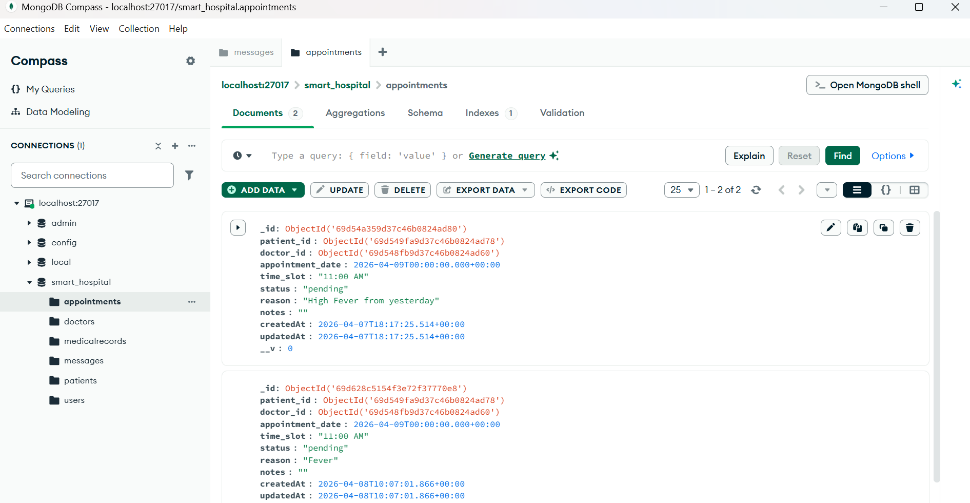 MongoDB Compass - localhost:27017/smart_hospital.appointments
Connections Edit View Collection Help
Compass
My Queries
Data Modeling
CONNECTIONS (1)
Search connections
localhost:27017
admin
config
local
smart_hospital
appointments
doctors
medicalrecords
messages
patients
users
messages
appointments
localhost:27017 > smart_hospital > appointments
>_ Open MongoDB shell
Documents 2 Aggregations Schema Indexes 1 Validation
Type a query: { field: 'value' } or Generate query
Explain Reset Find Options
ADD DATA UPDATE DELETE EXPORT DATA EXPORT CODE
25 1 - 2 of 2
_id: ObjectId('69d54a359d37c46b0824ad80')
patient_id : ObjectId('69d549fa9d37c46b0824ad78')
doctor_id : ObjectId('69d548fb9d37c46b0824ad60')
appointment_date : 2026-04-09T00:00:00.000+00:00
time_slot : "11:00 AM"
status : "pending"
reason : "High Fever from yesterday"
notes : ""
createdAt : 2026-04-07T18:17:25.514+00:00
updatedAt : 2026-04-07T18:17:25.514+00:00
__v : 0
_id: ObjectId('69d628c5154f3e72f37770e8')
patient_id : ObjectId('69d549fa9d37c46b0824ad78')
doctor_id : ObjectId('69d548fb9d37c46b0824ad60')
appointment_date : 2026-04-09T00:00:00.000+00:00
time_slot : "11:00 AM"
status : "pending"
reason : "Fever"
notes : ""
createdAt : 2026-04-08T10:07:01.866+00:00
updatedAt : 2026-04-08T10:07:01.866+00:00